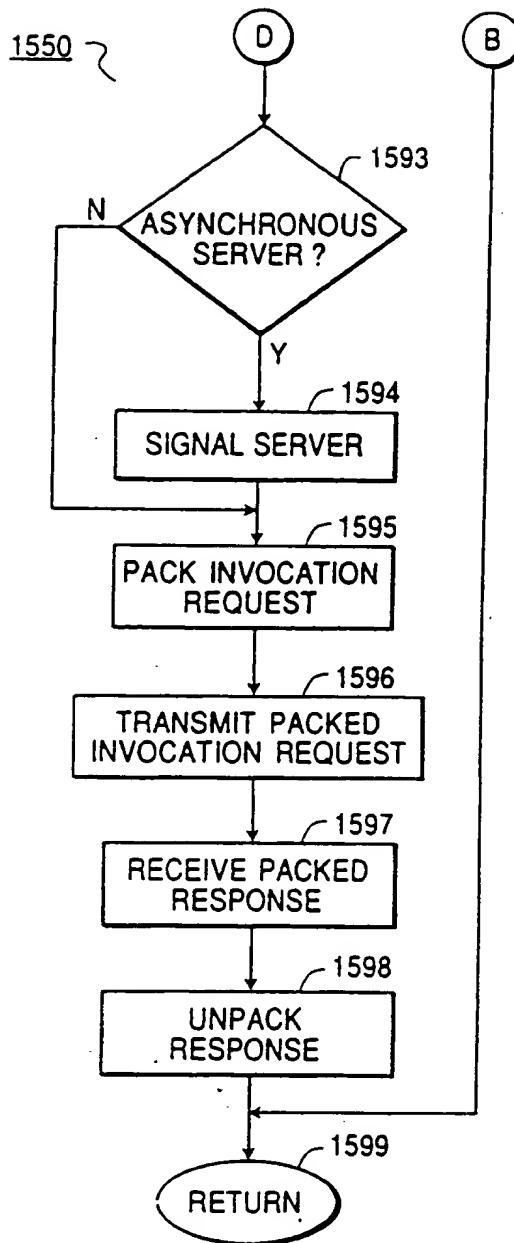 1550
D
B
1593
N
ASYNCHRONOUS
SERVER ?
Y
1594
SIGNAL SERVER
1595
PACK INVOCATION
REQUEST
1596
TRANSMIT PACKED
INVOCATION REQUEST
1597
RECEIVE PACKED
RESPONSE
1598
UNPACK
RESPONSE
1599
RETURN